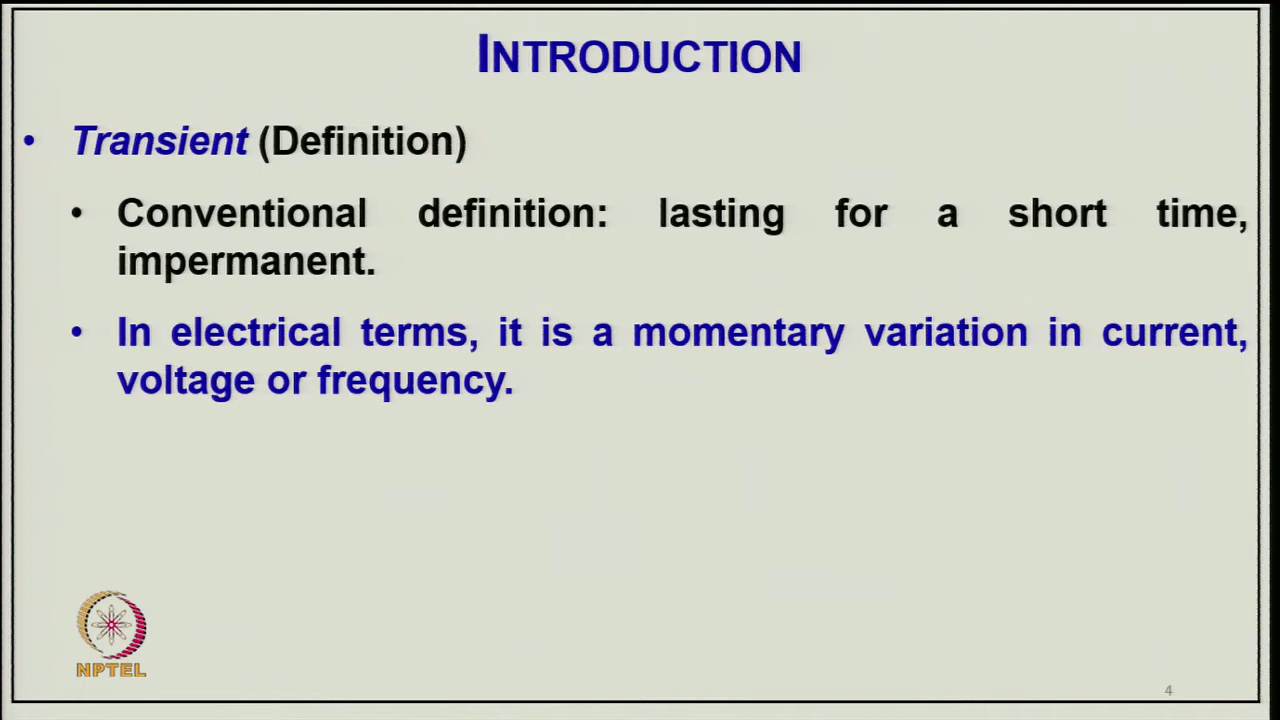 INTRODUCTION
• Transient (Definition)
• Conventional definition: lasting for a short time,
impermanent.
• In electrical terms, it is a momentary variation in current,
voltage or frequency.
NPTEL
4